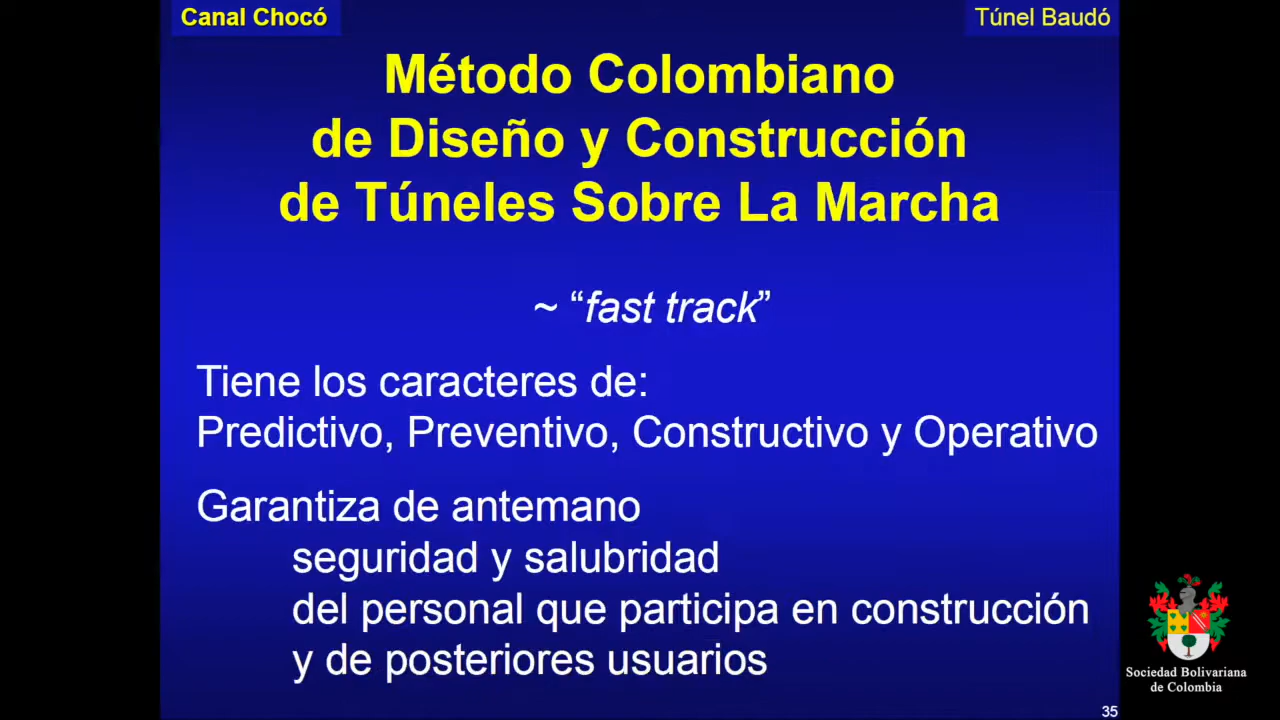 Canal Chocó
Túnel Baudó
Método Colombiano
de Diseño y Construcción
de Túneles Sobre La Marcha
~ “fast track”
Tiene los caracteres de:
Predictivo, Preventivo, Constructivo y Operativo
Garantiza de antemano
seguridad y salubridad
del personal que participa en construcción
y de posteriores usuarios
Sociedad Bolivariana
de Colombia
35